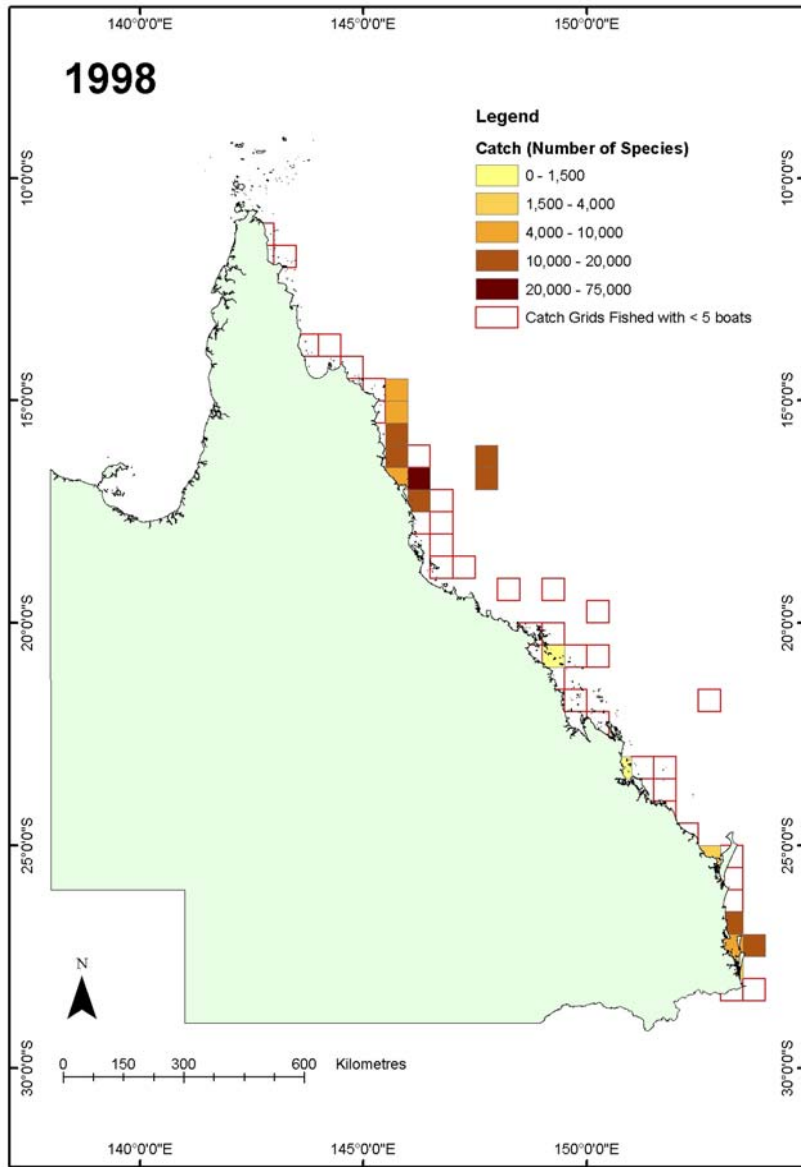 140°0'0"E 145°0'0"E 150°0'0"E
1998
Legend
Catch (Number of Species)
0 - 1,500
1,500 - 4,000
4,000 - 10,000
10,000 - 20,000
20,000 - 75,000
Catch Grids Fished with < 5 boats
10°0'0"S 10°0'0"S
15°0'0"S 15°0'0"S
20°0'0"S 20°0'0"S
25°0'0"S 25°0'0"S
30°0'0"S 30°0'0"S
N
0 150 300 600 Kilometres
140°0'0"E 145°0'0"E 150°0'0"E